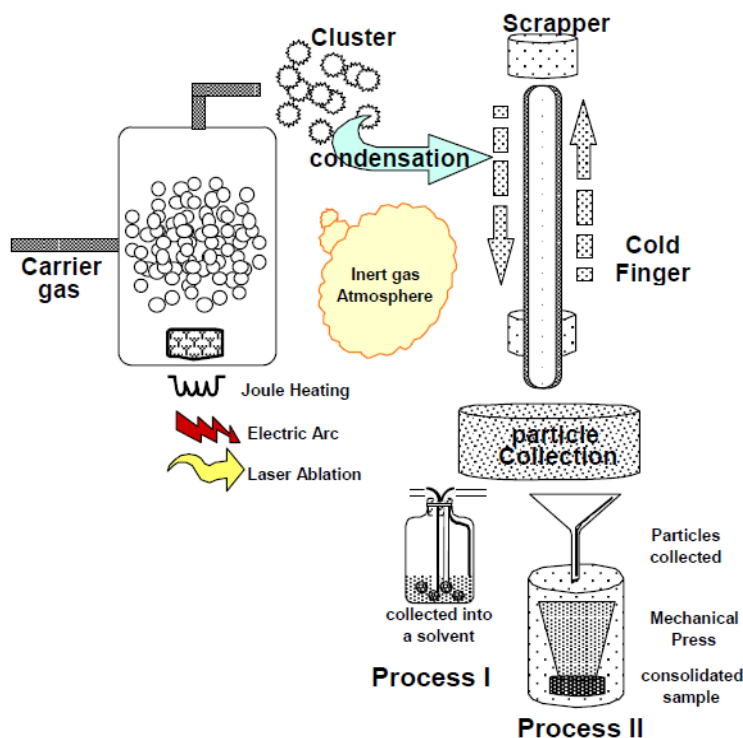 Cluster
Scrapper
condensation
Carrier
gas
Inert gas
Atmosphere
Cold
Finger
Joule Heating
Electric Arc
Laser Ablation
particle
Collection
Particles
collected
collected into
a solvent
Mechanical
Press
consolidated
sample
Process I
Process II